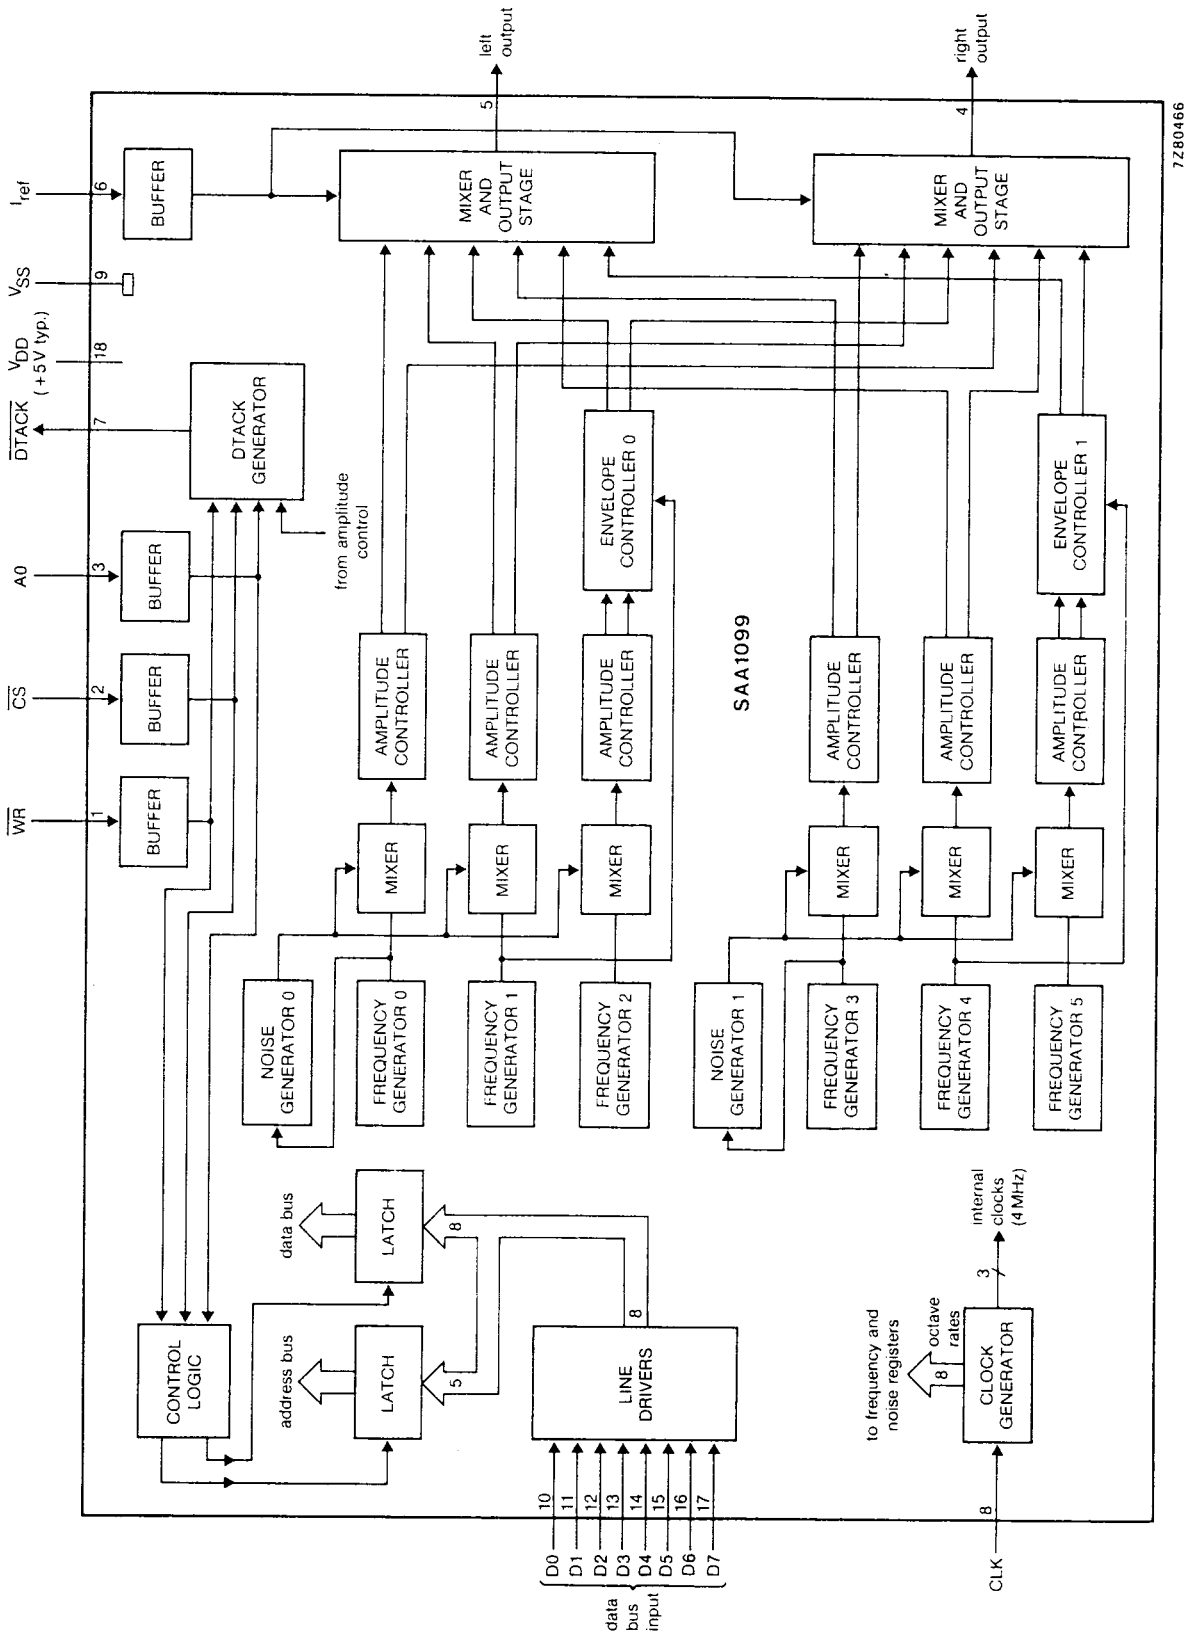 WR
CS
A0
DTACK
VDD
(+5V typ.)
VSS
Iref
1
2
3
7
18
9
6
BUFFER
BUFFER
BUFFER
DTACK
GENERATOR
BUFFER
from amplitude
control
CONTROL
LOGIC
address bus
data bus
LATCH
LATCH
5
8
8
LINE
DRIVERS
D0
D1
D2
D3
D4
D5
D6
D7
10
11
12
13
14
15
16
17
data
bus
input
NOISE
GENERATOR 0
FREQUENCY
GENERATOR 0
FREQUENCY
GENERATOR 1
FREQUENCY
GENERATOR 2
MIXER
MIXER
MIXER
AMPLITUDE
CONTROLLER
AMPLITUDE
CONTROLLER
AMPLITUDE
CONTROLLER
ENVELOPE
CONTROLLER 0
MIXER
AND
OUTPUT
STAGE
5
left
output
SAA1099
NOISE
GENERATOR 1
FREQUENCY
GENERATOR 3
FREQUENCY
GENERATOR 4
FREQUENCY
GENERATOR 5
MIXER
MIXER
MIXER
AMPLITUDE
CONTROLLER
AMPLITUDE
CONTROLLER
AMPLITUDE
CONTROLLER
ENVELOPE
CONTROLLER 1
MIXER
AND
OUTPUT
STAGE
4
right
output
to frequency and
noise registers
8
octave
rates
CLK
8
CLOCK
GENERATOR
3
internal
clocks
(4 MHz)
7Z80466